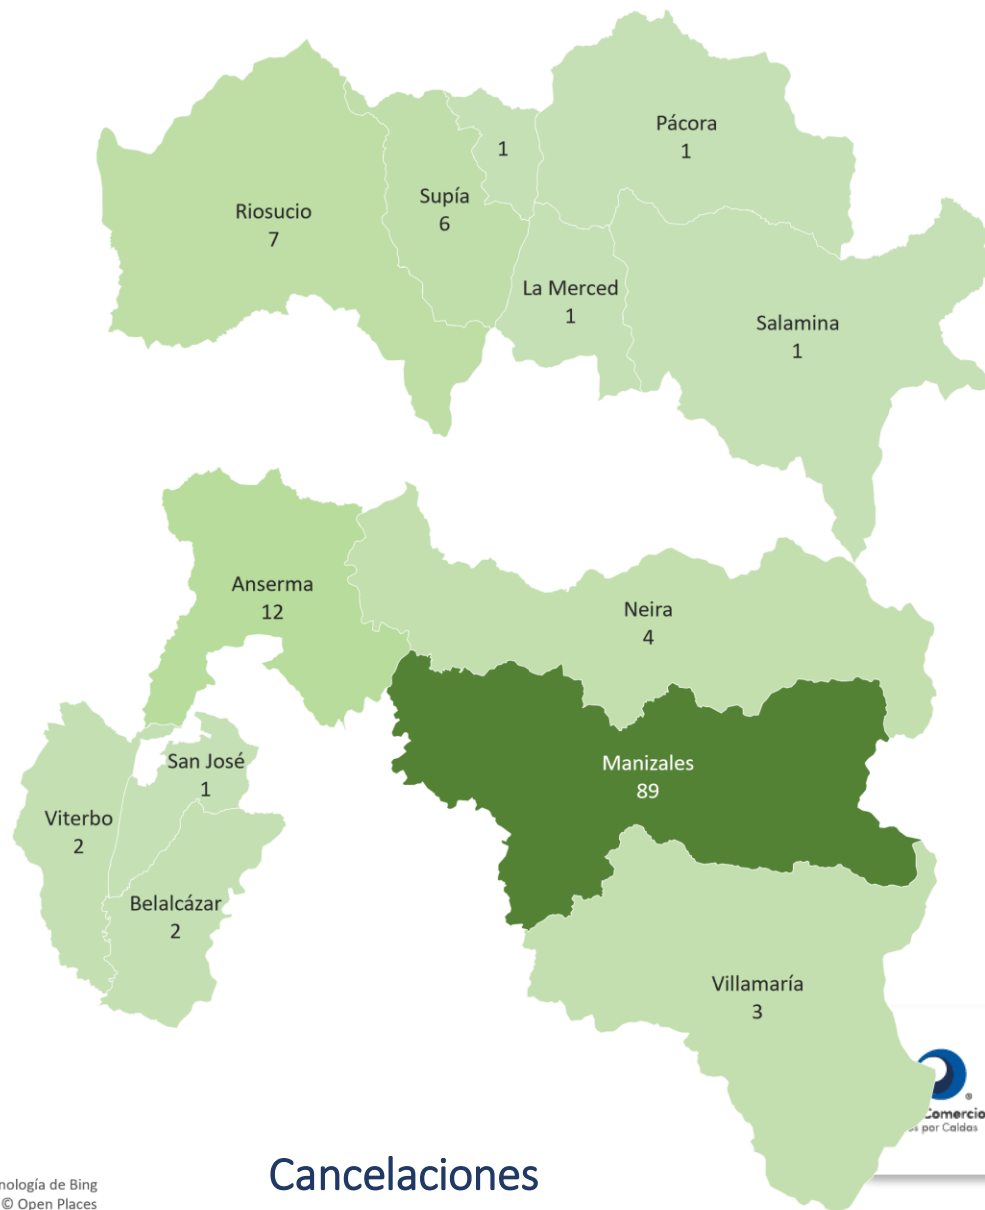 Pácora
1
1
Supía
6
Riosucio
7
La Merced
1
Salamina
1
Anserma
12
Neira
4
Manizales
89
San José
1
Viterbo
2
Belalcázar
2
Villamaría
3
Comercio
por Caldas
Cancelaciones
nología de Bing
© Open Places